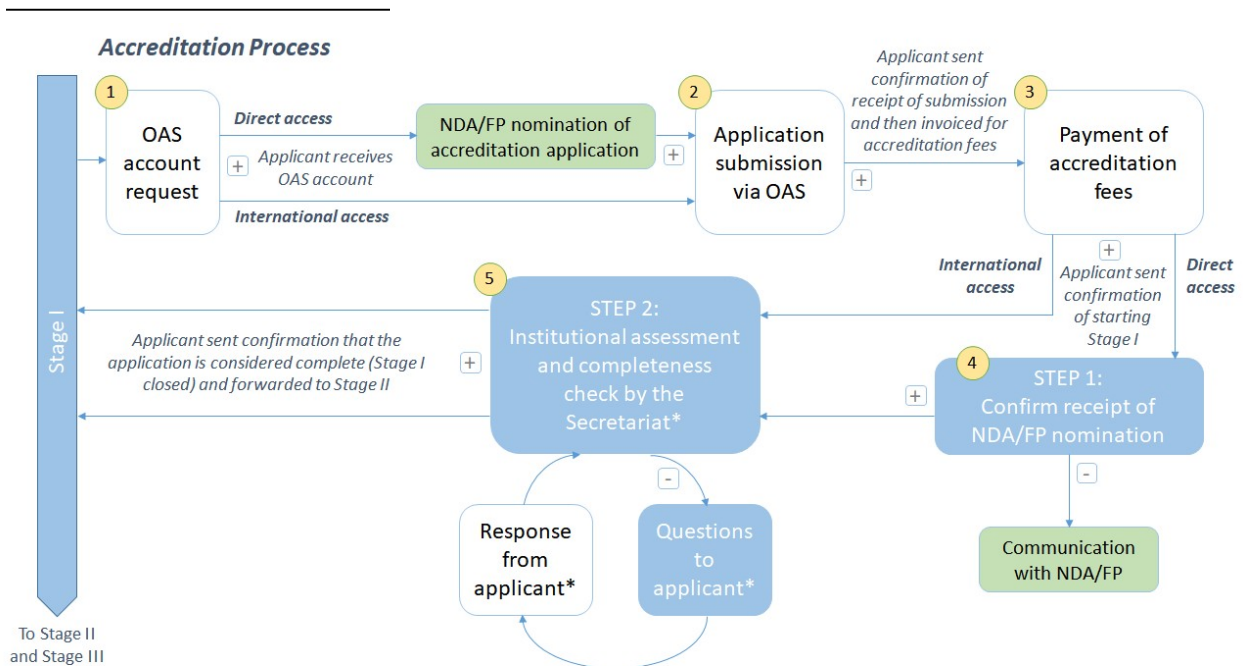 Accreditation Process
1
OAS
account
request
Direct access
+
Applicant receives
OAS account
International access
NDA/FP nomination of
accreditation application
+
2
Application
submission
via OAS
Applicant sent
confirmation of
receipt of submission
and then invoiced for
accreditation fees
+
3
Payment of
accreditation
fees
International
access
+
Applicant sent
confirmation
of starting
Stage I
Direct
access
4
STEP 1:
Confirm receipt of
NDA/FP nomination
+
-
Communication
with NDA/FP
5
STEP 2:
Institutional assessment
and completeness
check by the
Secretariat*
+
Applicant sent confirmation that the
application is considered complete (Stage I
closed) and forwarded to Stage II
-
Questions
to
applicant*
Response
from
applicant*
Stage I
To Stage II
and Stage III